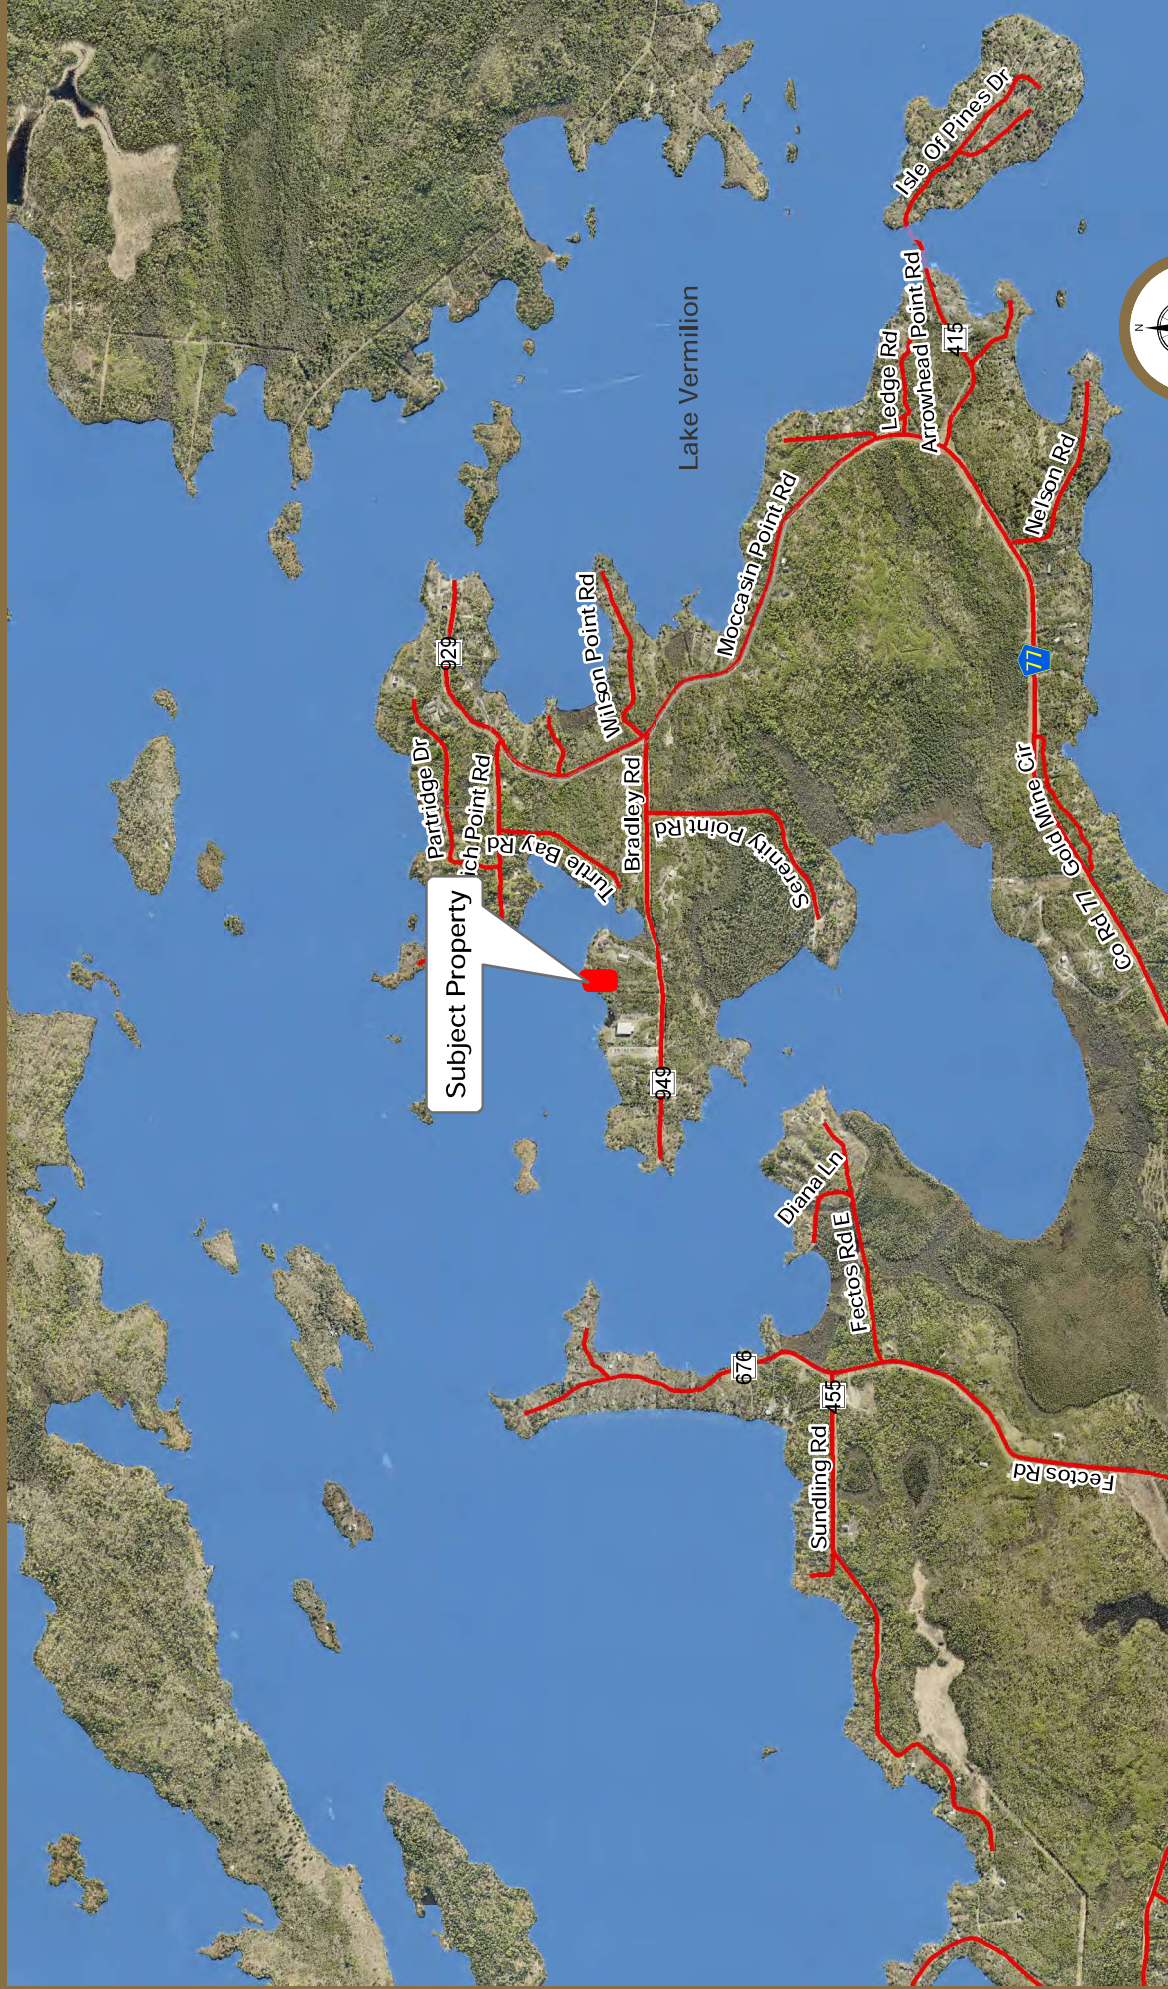 Isle Of Pines Dr
Lake Vermilion
Ledge Rd
Arrowhead Point Rd
415
N
Nelson Rd
Moccasin Point Rd
Wilson Point Rd
929
77
Partridge Dr
Point Rd
Turtle Bay Rd
Bradley Rd
Serenity Point Rd
Gold Mine Cir
Co Rd 77
Subject Property
949
Diana Ln
Fectos Rd E
676
455
Sundling Rd
Fectos Rd